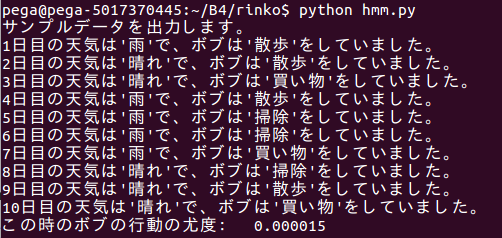 pega@pega-5017370445:~/B4/rinko$ python hmm.py
サンプルデータを出力します。
1日目の天気は'雨'で、ボブは'散歩'をしていました。
2日目の天気は'晴れ'で、ボブは'散歩'をしていました。
3日目の天気は'晴れ'で、ボブは'買い物'をしていました。
4日目の天気は'雨'で、ボブは'散歩'をしていました。
5日目の天気は'雨'で、ボブは'掃除'をしていました。
6日目の天気は'雨'で、ボブは'掃除'をしていました。
7日目の天気は'雨'で、ボブは'買い物'をしていました。
8日目の天気は'晴れ'で、ボブは'掃除'をしていました。
9日目の天気は'晴れ'で、ボブは'散歩'をしていました。
10日目の天気は'晴れ'で、ボブは'買い物'をしていました。
この時のボブの行動の尤度:  0.000015